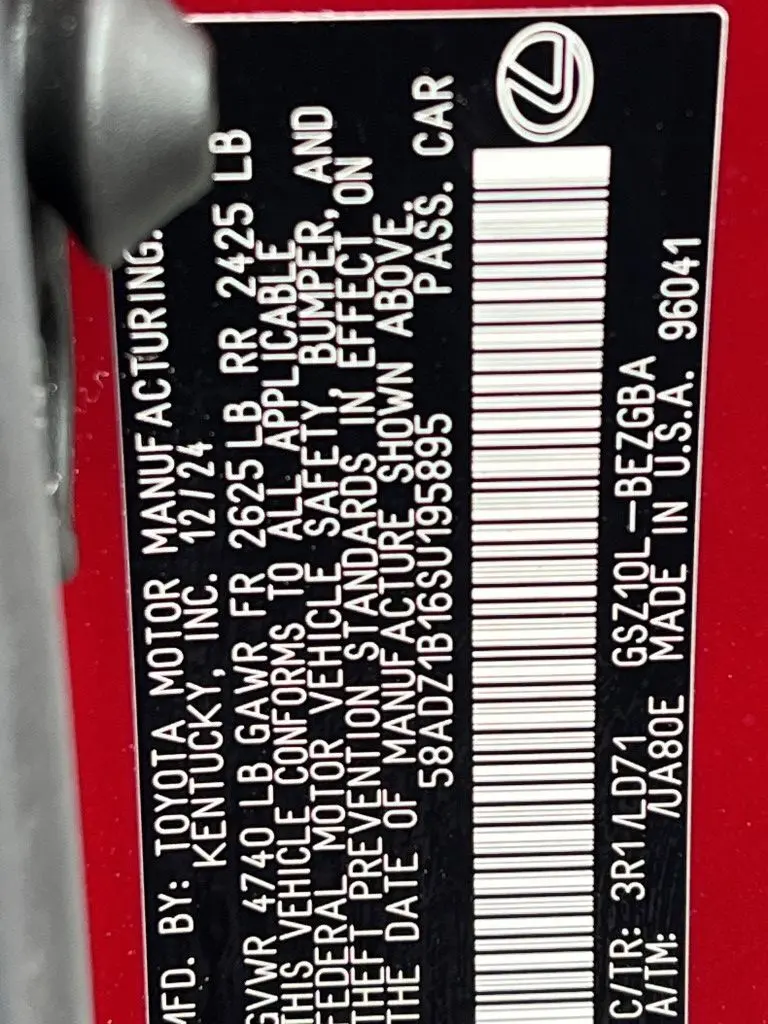 MFD. BY: TOYOTA MOTOR MANUFACTURING.
KENTUCKY, INC. 12/24
GVWR 4740 LB GAWR FR 2625 LB RR 2425 LB
THIS VEHICLE CONFORMS TO ALL APPLICABLE
FEDERAL MOTOR VEHICLE SAFETY, BUMPER, AND
THEFT PREVENTION STANDARDS IN EFFECT ON
THE DATE OF MANUFACTURE SHOWN ABOVE.
58ADZ1B16SU195895 PASS. CAR
C/TR: 3R1/LD71 GSZ10L-BEZGBA
A/TM: /UA80E MADE IN U.S.A. 96041